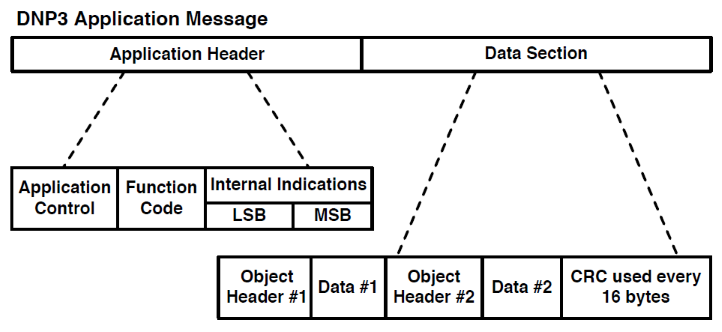 DNP3 Application Message
Application Header
Data Section
Application
Control
Function
Code
Internal Indications
LSB
MSB
Object
Header #1
Data #1
Object
Header #2
Data #2
CRC used every
16 bytes